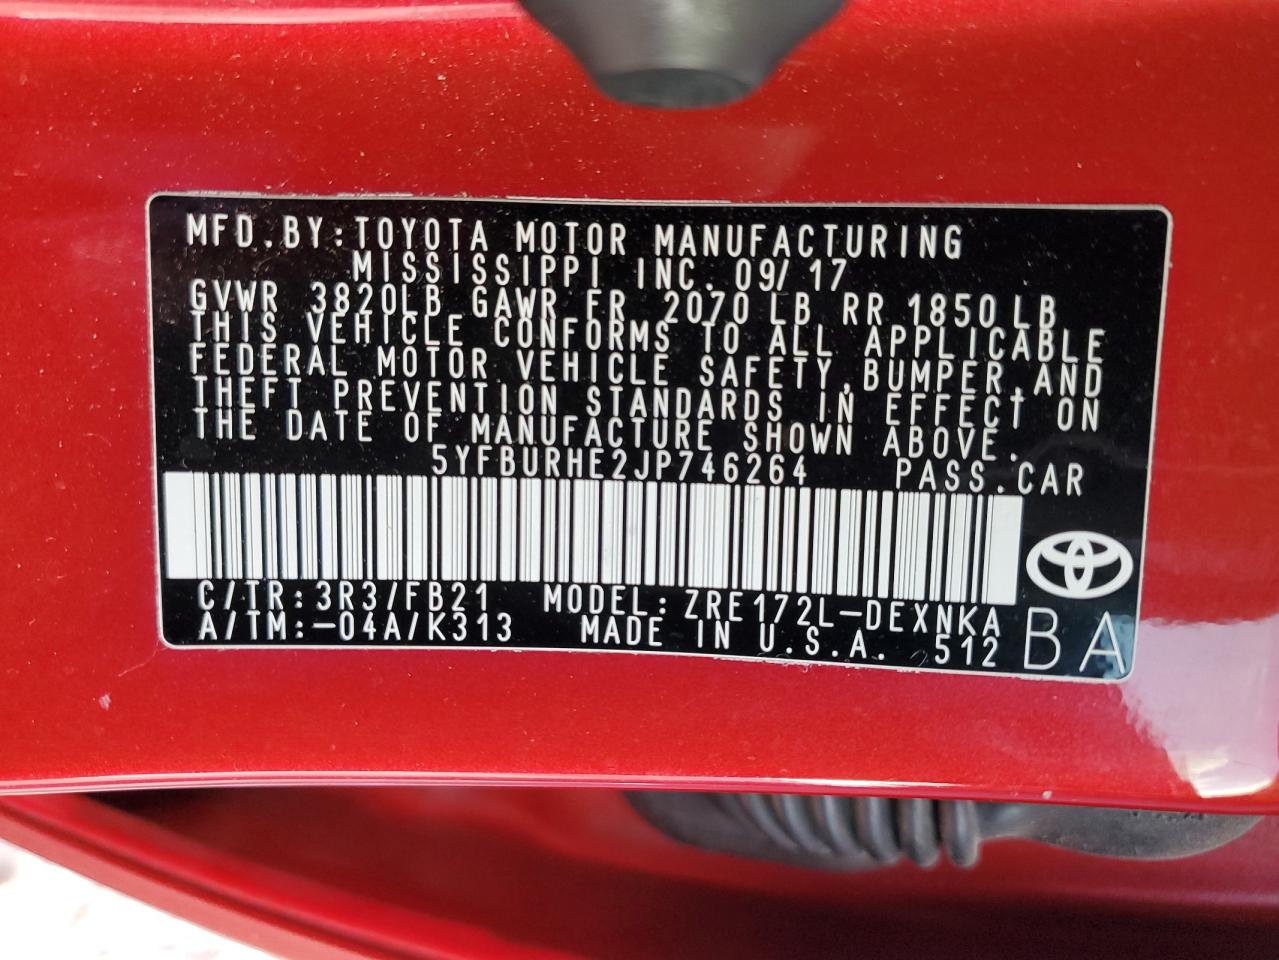 MFD.BY:TOYOTA MOTOR MANUFACTURING
MISSISSIPPI INC. 09/17
GVWR 3820LB GAWR FR 2070 LB RR 1850 LB
THIS VEHICLE CONFORMS TO ALL APPLICABLE
FEDERAL MOTOR VEHICLE SAFETY,BUMPER,AND
THEFT PREVENTION STANDARDS IN EFFECT ON
THE DATE OF MANUFACTURE SHOWN ABOVE.
5YFBURHE2JP746264 PASS.CAR
C/TR:3R3/FB21 MODEL:ZRE172L-DEXNKA
A/TM:-04A/K313 MADE IN U.S.A. 512
BA